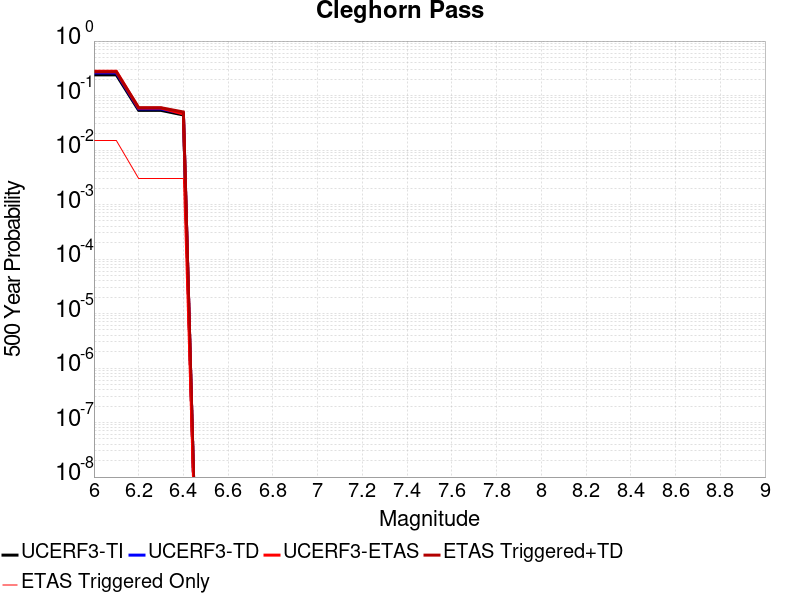 Cleghorn Pass
10^0
10^-1
10^-2
10^-3
10^-4
10^-5
10^-6
10^-7
10^-8
500 Year Probability
6 6.2 6.4 6.6 6.8 7 7.2 7.4 7.6 7.8 8 8.2 8.4 8.6 8.8 9
Magnitude
UCERF3-TI UCERF3-TD UCERF3-ETAS ETAS Triggered+TD
ETAS Triggered Only